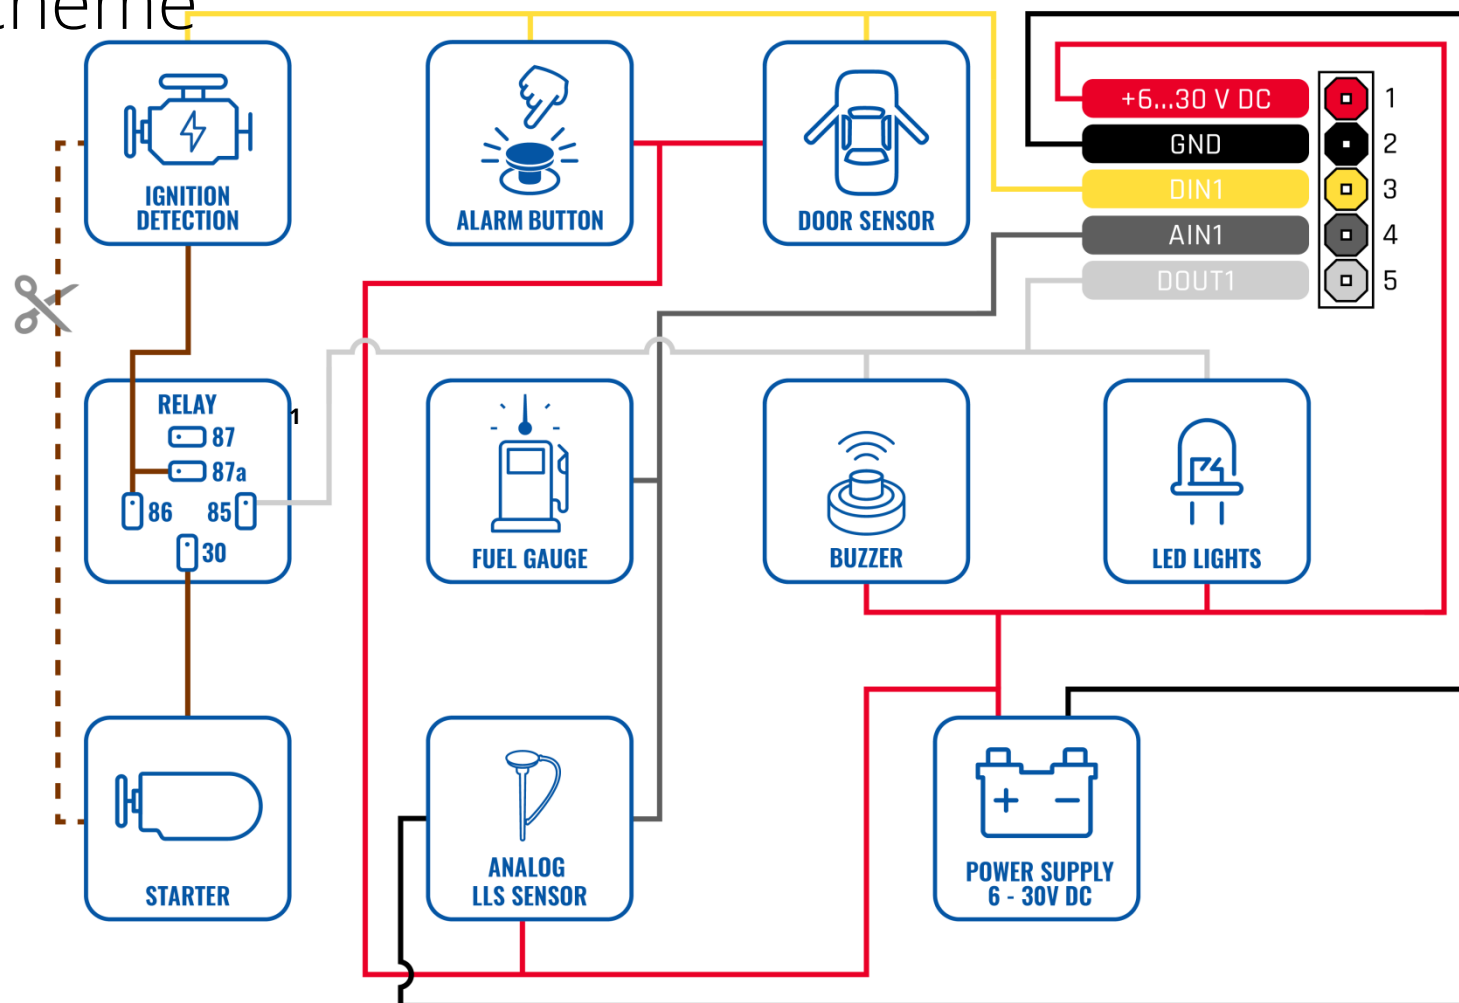 +6...30 V DC 1
GND 2
DIN1 3
AIN1 4
DOUT1 5
IGNITION
DETECTION
ALARM BUTTON
DOOR SENSOR
RELAY
1
87
87a
86 85
30
FUEL GAUGE
BUZZER
LED LIGHTS
STARTER
ANALOG
LLS SENSOR
+ −
POWER SUPPLY
6 - 30V DC